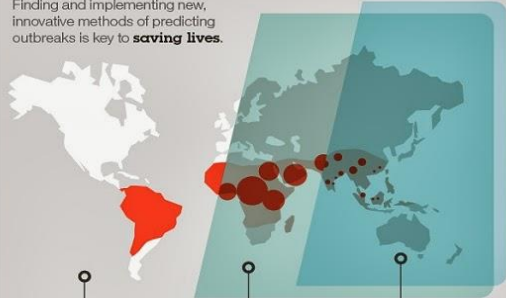 Finding and implementing new,
innovative methods of predicting
outbreaks is key to saving lives.